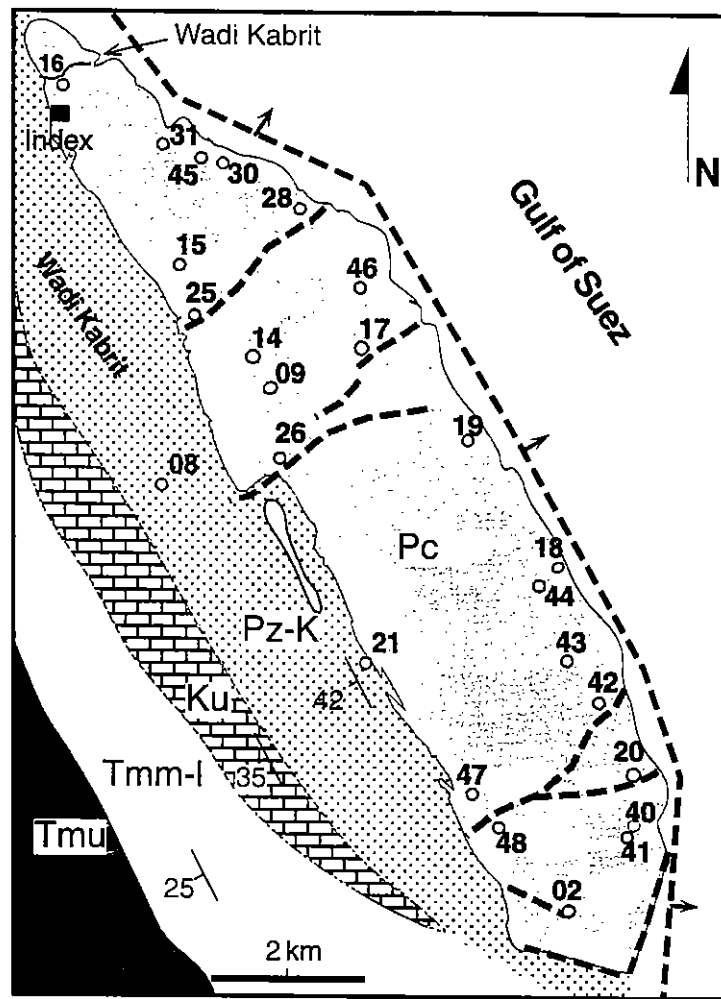 Wadi Kabrit
16
Index
31
45
30
28
N
Gulf of Suez
15
25
46
Wadi Kabrit
14
17
09
19
26
08
Pc
18
44
Pz-K
21
43
42
42
Kur
Tmm-l
35
20
47
40
Tmu
48
41
25
02
2 km